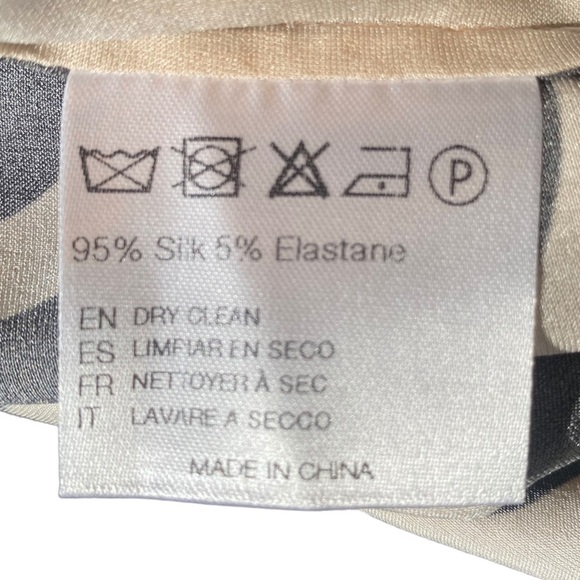 P
95% Silk 5% Elastane
EN DRY CLEAN
ES LIMPIAR EN SECO
FR NETTOYER À SEC
IT LAVARE A SECCO
MADE IN CHINA